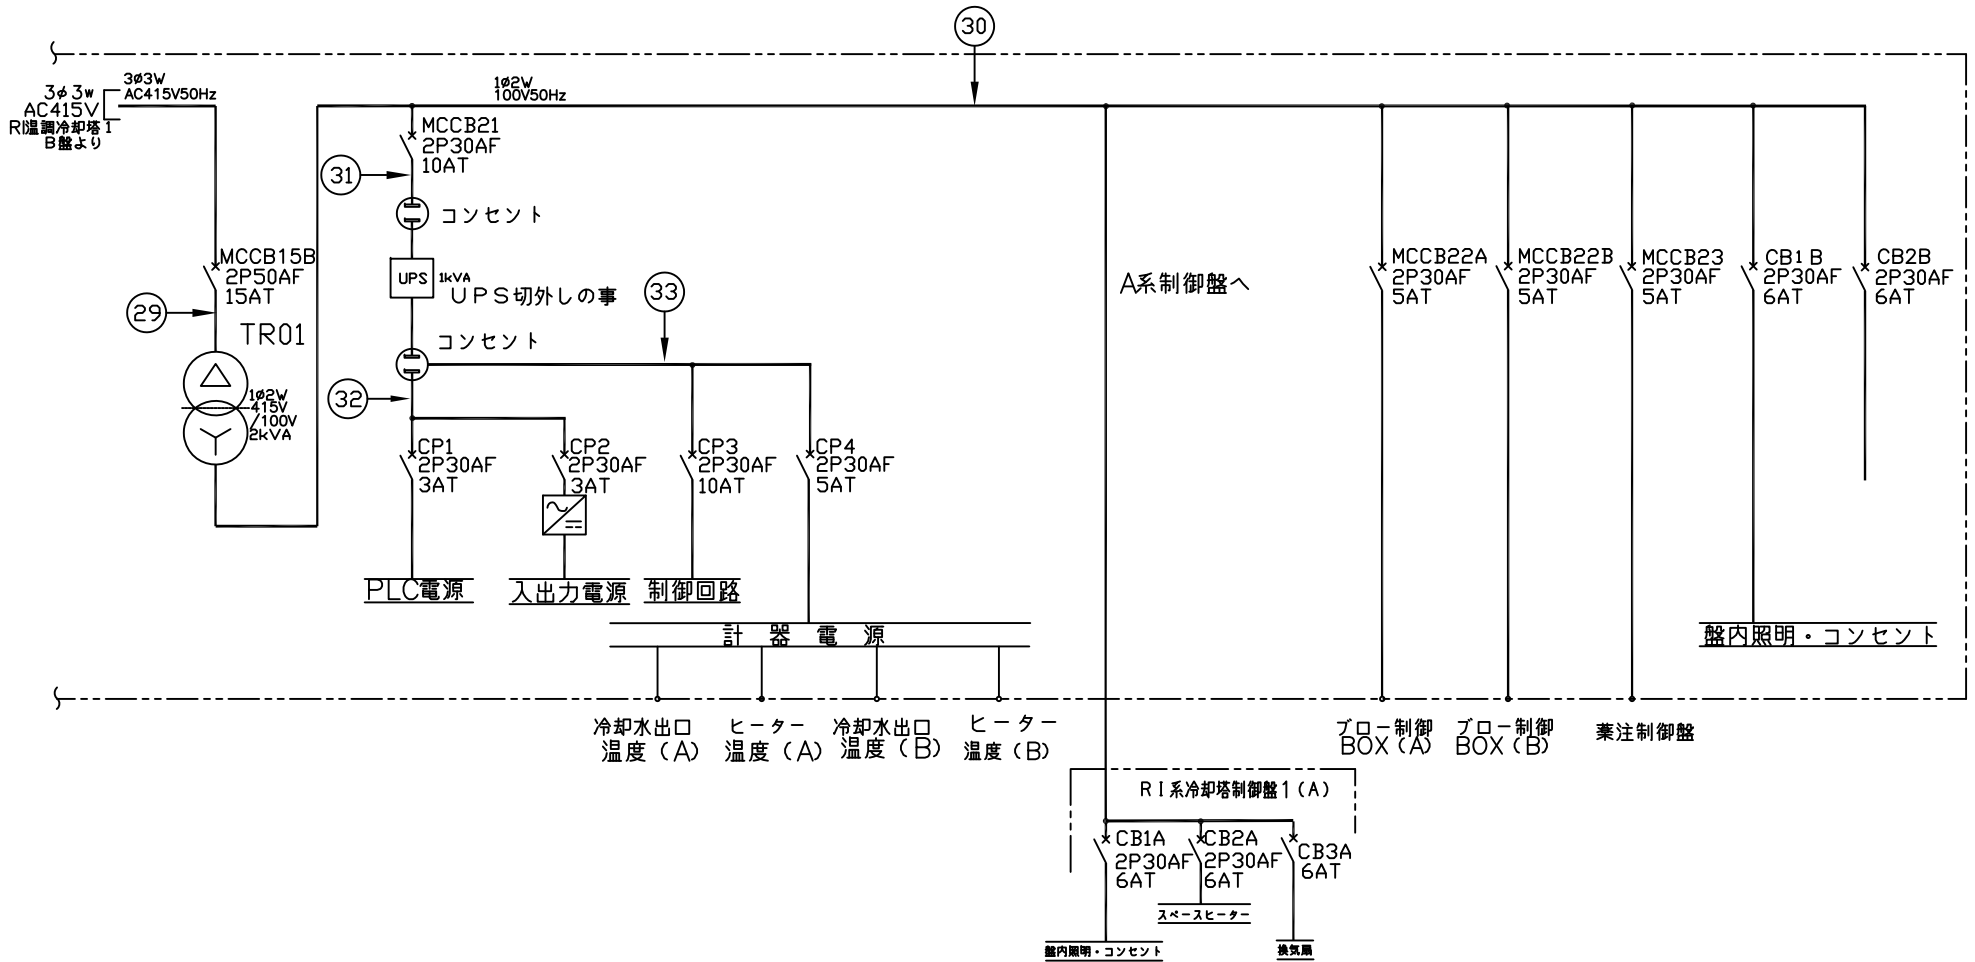 30
3φ3w
AC415V
RI温調冷却塔1
B盤より
3φ3W
AC415V50Hz
1φ2W
100V50Hz
MCCB21
2P30AF
10AT
31
コンセント
UPS
1kVA
UPS切外しの事
33
コンセント
32
MCCB15B
2P50AF
15AT
29
TR01
1φ2W
415V
/100V
2kVA
CP1
2P30AF
3AT
CP2
2P30AF
3AT
CP3
2P30AF
10AT
CP4
2P30AF
5AT
PLC電源
入出力電源
制御回路
計器電源
A系制御盤へ
MCCB22A
2P30AF
5AT
MCCB22B
2P30AF
5AT
MCCB23
2P30AF
5AT
CB1B
2P30AF
6AT
CB2B
2P30AF
6AT
盤内照明・コンセント
冷却水出口
温度(A)
ヒーター
温度(A)
冷却水出口
温度(B)
ヒーター
温度(B)
ブロー制御
BOX(A)
ブロー制御
BOX(B)
薬注制御盤
RI系冷却塔制御盤1(A)
CB1A
2P30AF
6AT
CB2A
2P30AF
6AT
CB3A
6AT
スペースヒーター
盤内照明・コンセント
換気扇